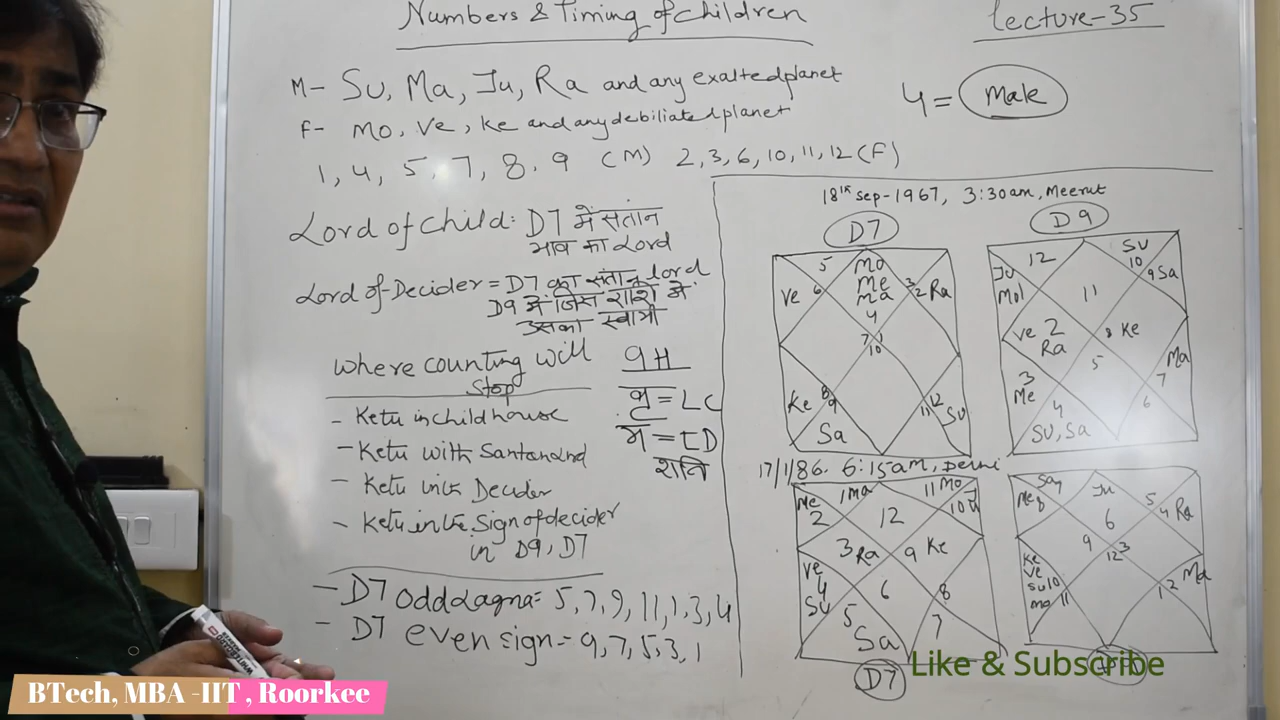 Numbers & Timing of Children
Lecture-35
M- Su, Ma, Ju, Ra and any exalted planet
F- Mo, Ve, Ke and any debiliated planet
4 = Male
1, 4, 5, 7, 8, 9 (M) 2, 3, 6, 10, 11, 12 (F)
Lord of Child: D7 में संतान
भाव का Lord
Lord of Decider = D7 का संतान lord
D9 में जिस राशि में
उसका स्वामी
where counting will
Stop
- Ketu in child house
- Ketu with
- Ketu with Decider
- Ketu in the Sign of decider
in D9, D7
9H
= LC
= LD
- D7 Odd Lagna = 5, 7, 9, 11, 1, 3, 4
- D7 even sign = 9, 7, 5, 3, 1
18th Sep-1967, 3:30am, Meerut
D7
5
Mo
Me
Ma
4
3
2 Ra
Ve 6
7
1
10
Ke 8
9
Sa
12
11 Su
D9
12
Su
10
9 Sa
Ju
Mo 1
11
Ve 2
Ra
8 Ke
5
3
Me
4
Su, Sa
Ma
7
6
17/1/86. 6:15am, Delhi
Me
2
1 Ma
12
11 Mo
10
3 Ra
9 Ke
Ve
4
Su
6
8
5
Sa
7
D7
Sa 7
Me 8
Ju
6
5
4 Ra
9
3
12
Ke
Ve
Su 10
Ma
11
1
2
Like & Subscribe
BTech, MBA -IIT , Roorkee